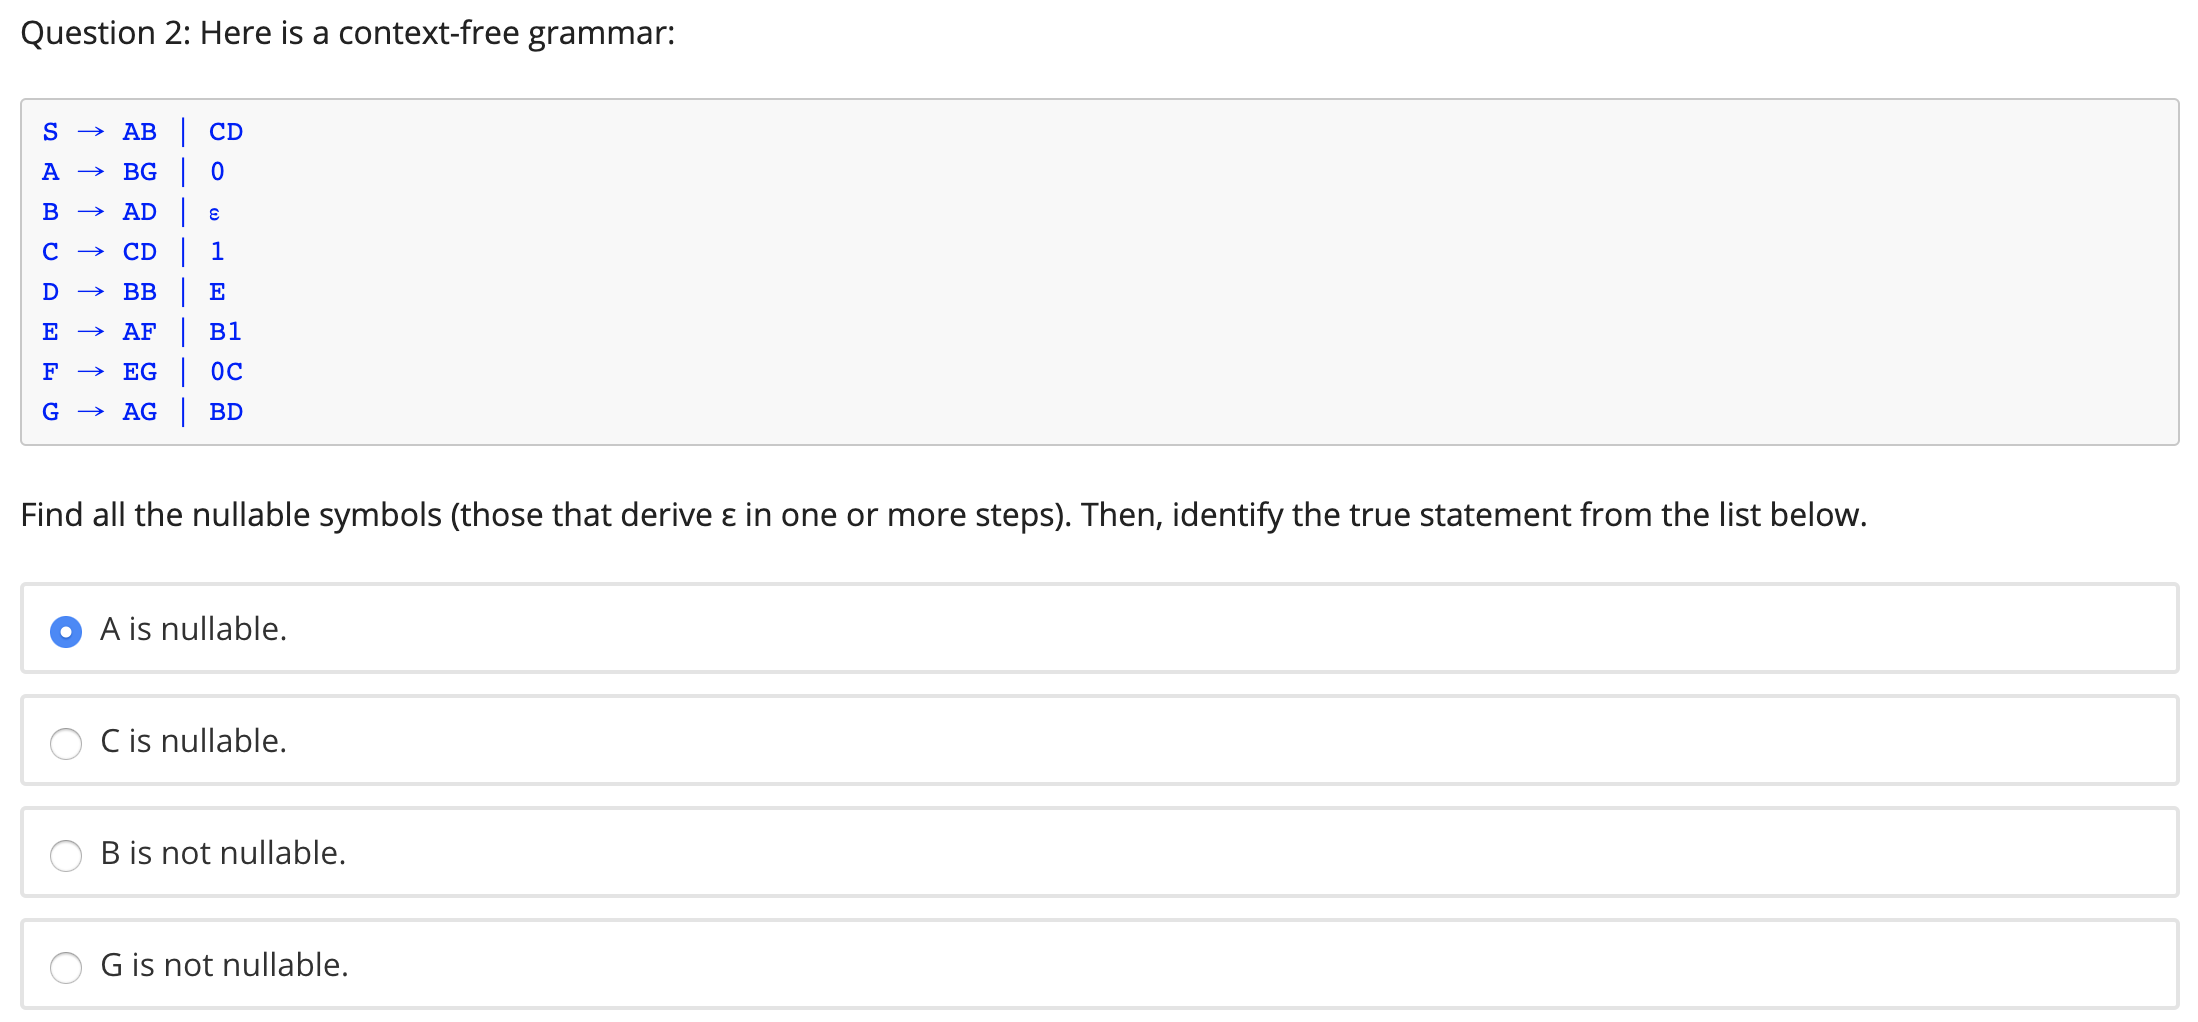 Question 2: Here is a context-free grammar:
S → AB | CD
A → BG | 0
B → AD | ε
C → CD | 1
D → BB | E
E → AF | B1
F → EG | 0C
G → AG | BD
Find all the nullable symbols (those that derive ε in one or more steps). Then, identify the true statement from the list below.
A is nullable.
C is nullable.
B is not nullable.
G is not nullable.